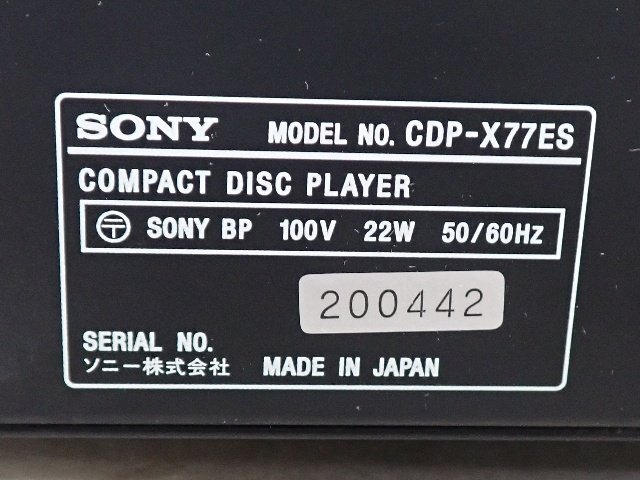 SONY MODEL NO. CDP-X77ES
COMPACT DISC PLAYER
〶 SONY BP 100V 22W 50/60Hz
200442
SERIAL NO.
ソニー株式会社 MADE IN JAPAN